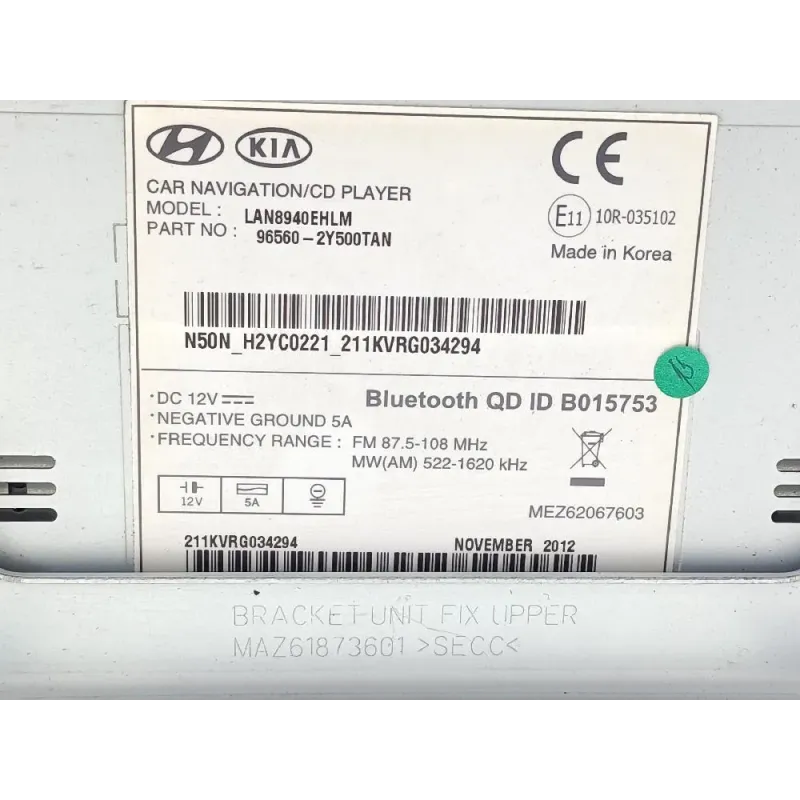 KIA
CAR NAVIGATION/CD PLAYER
MODEL : LAN8940EHLM
PART NO : 96560-2Y500TAN
CE
E11 10R-035102
Made in Korea
N50N_H2YC0221_211KVRG034294
15
·DC 12V
·NEGATIVE GROUND 5A
·FREQUENCY RANGE : FM 87.5-108 MHz
MW(AM) 522-1620 kHz
Bluetooth QD ID B015753
12V
5A
MEZ62067603
211KVRG034294
NOVEMBER 2012
BRACKET-UNIT FIX UPPER
MAZ61873601 >SECC<